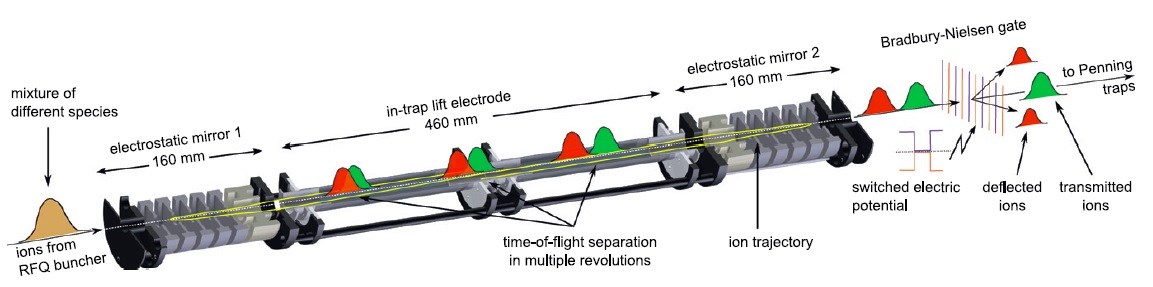 mixture of
different species
ions from
RFQ buncher
electrostatic mirror 1
160 mm
in-trap lift electrode
460 mm
time-of-flight separation
in multiple revolutions
electrostatic mirror 2
160 mm
ion trajectory
Bradbury-Nielsen gate
to Penning
traps
switched electric
potential
deflected
ions
transmitted
ions